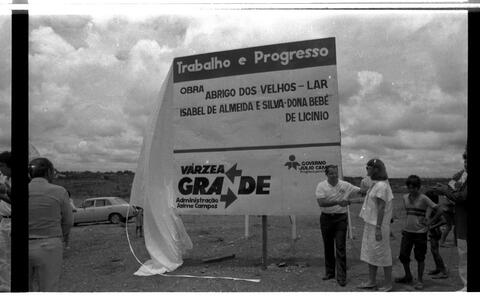 Trabalho e Progresso
OBRA ABRIGO DOS VELHOS – LAR
ISABEL DE ALMEIDA E SILVA-DONA BEBÉ
DE LICINIO
VÁRZEA
GRANDE
Administração
Jaime Campos
GOVERNO
JÚLIO CAMPOS